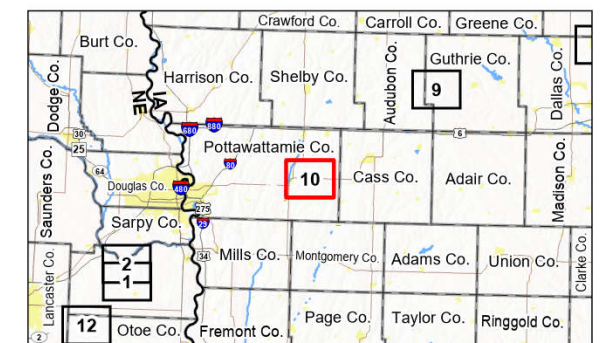 Crawford Co. Carroll Co. Greene Co.
Burt Co.
Harrison Co. Shelby Co. Audubon Co. Guthrie Co. Dallas Co.
9
Dodge Co.
IA
NE
680 880
30
6
25
Pottawattamie Co.
64
80
Saunders Co.
Douglas Co. 480
10
Cass Co. Adair Co. Madison Co.
275
Sarpy Co.
29
34
Mills Co. Montgomery Co. Adams Co. Union Co. Clarke Co.
2
1
Lancaster Co.
12
2
Otoe Co. Fremont Co. Page Co. Taylor Co. Ringgold Co.